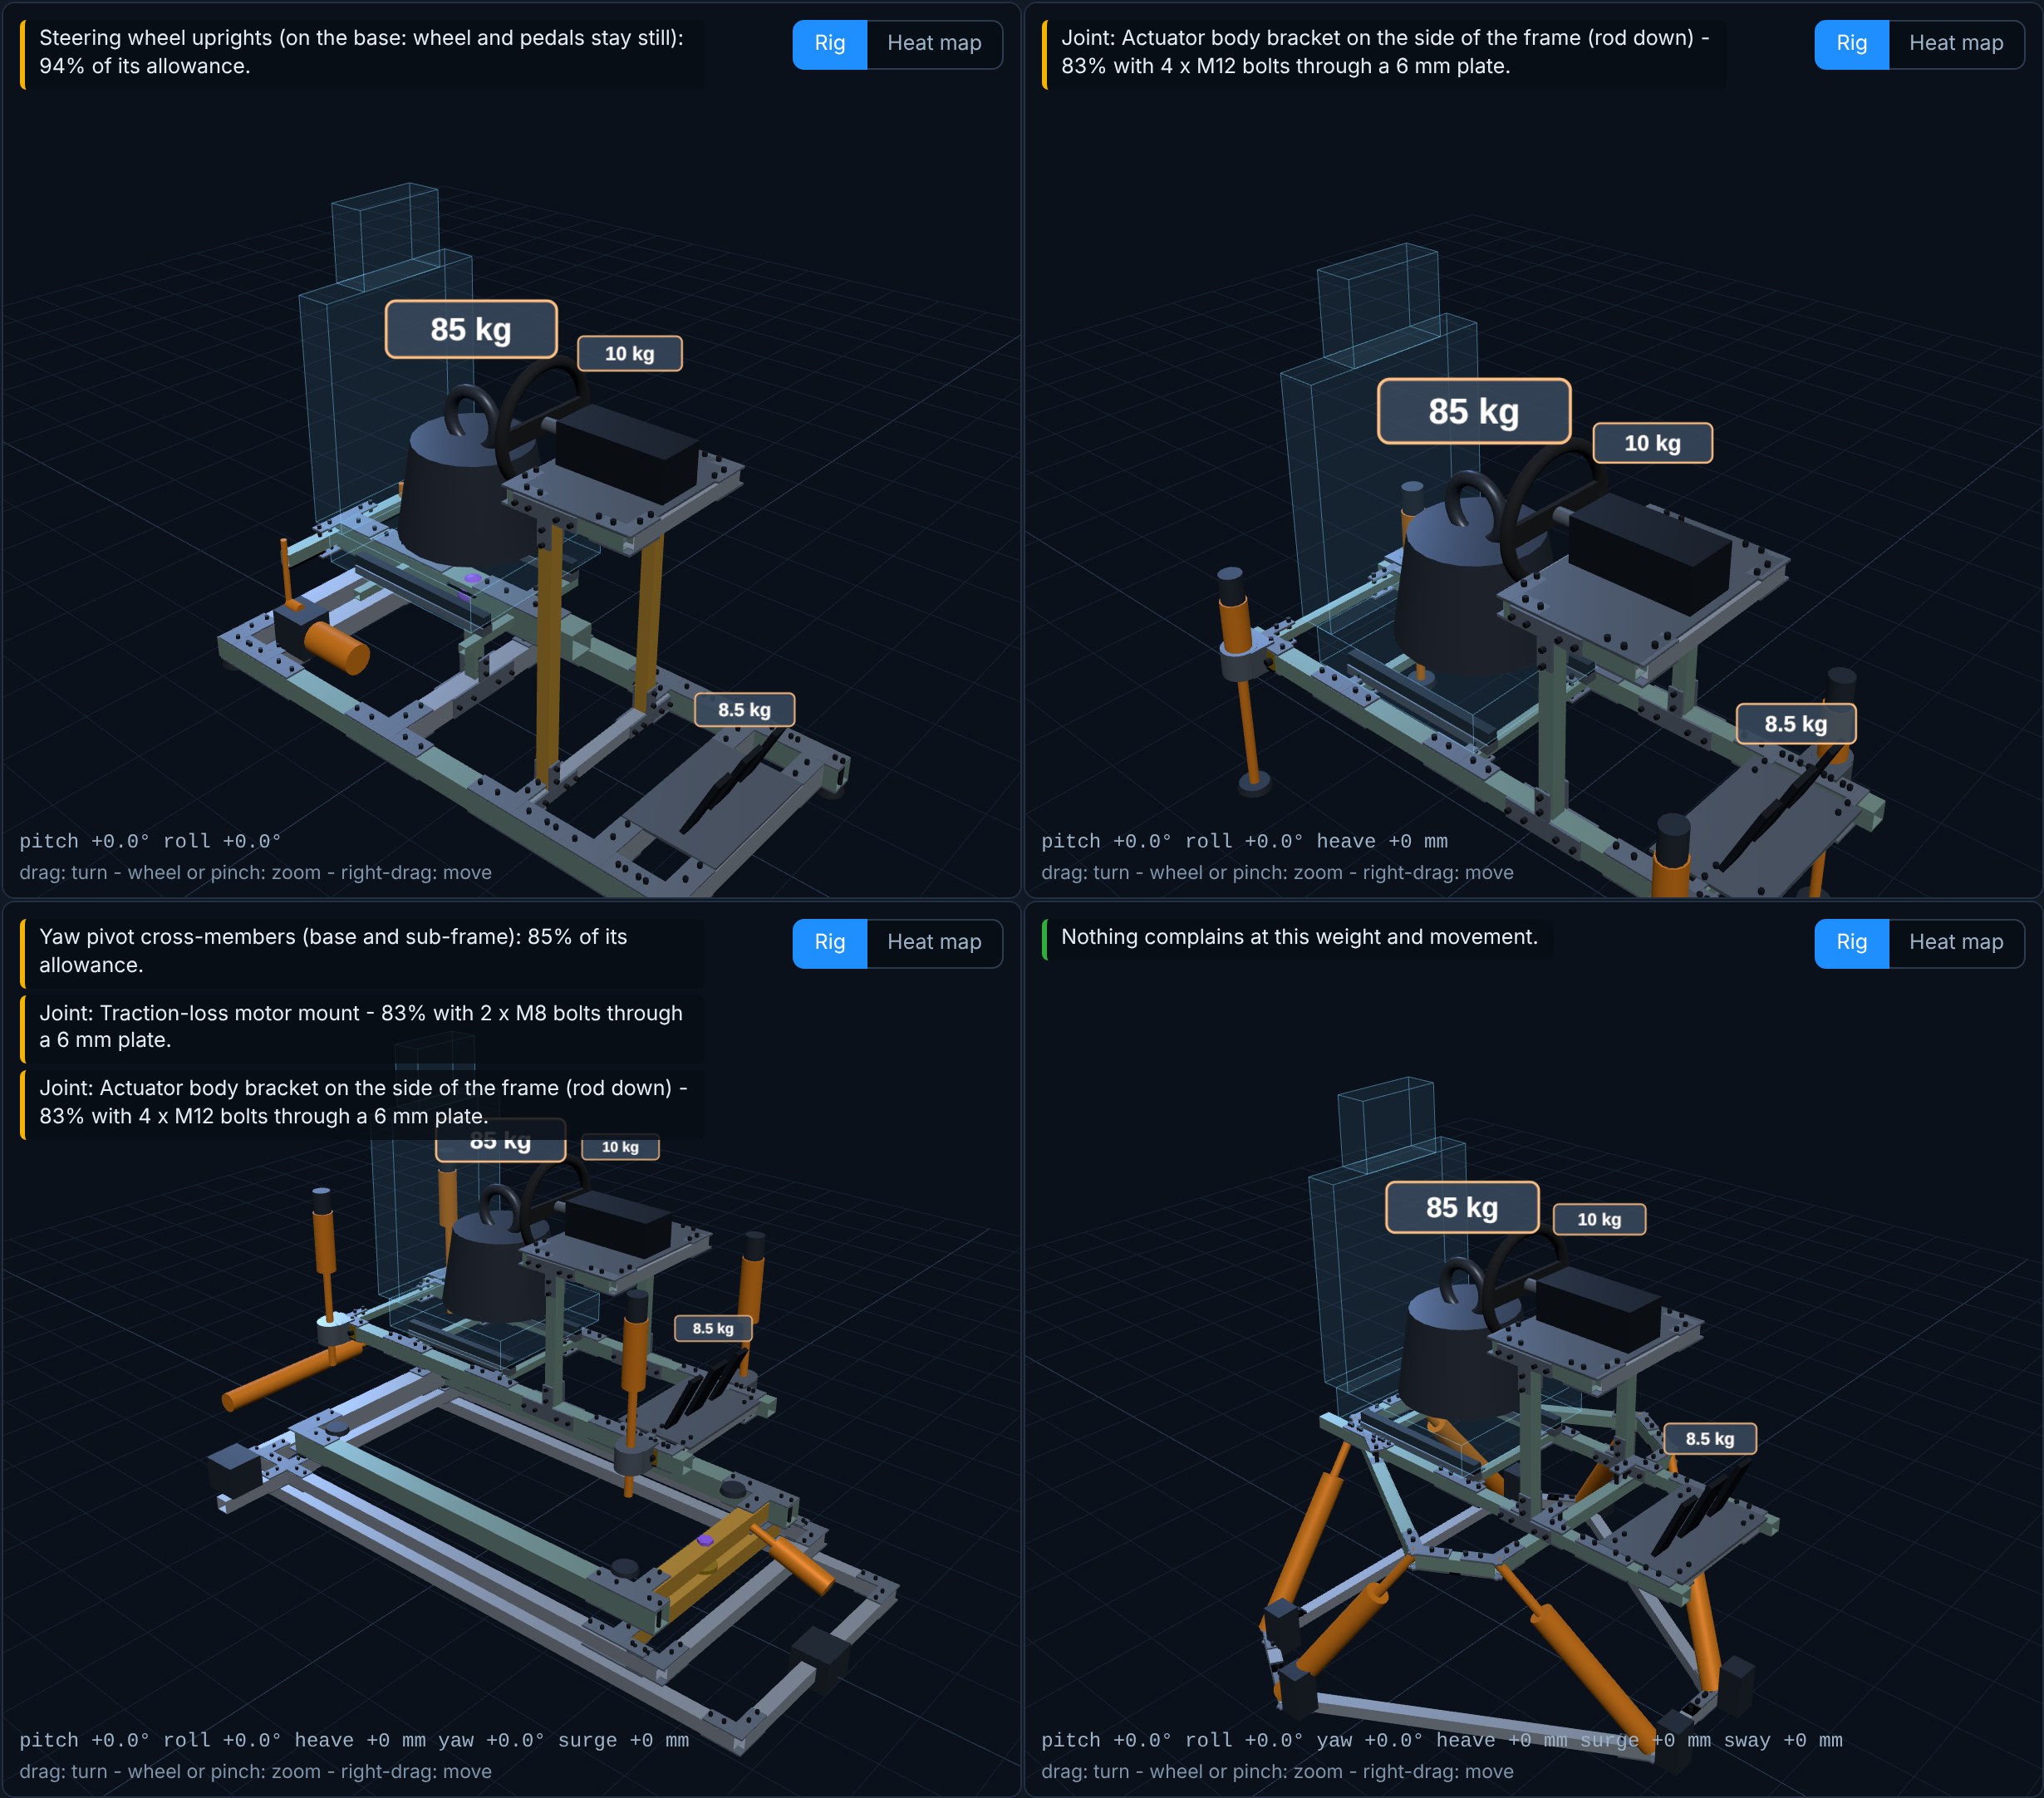 Steering wheel uprights (on the base: wheel and pedals stay still):
94% of its allowance.
Rig
Heat map
85 kg
10 kg
8.5 kg
pitch +0.0° roll +0.0°
drag: turn - wheel or pinch: zoom - right-drag: move
Joint: Actuator body bracket on the side of the frame (rod down) -
83% with 4 x M12 bolts through a 6 mm plate.
Rig
Heat map
85 kg
10 kg
8.5 kg
pitch +0.0° roll +0.0° heave +0 mm
drag: turn - wheel or pinch: zoom - right-drag: move
Yaw pivot cross-members (base and sub-frame): 85% of its
allowance.
Joint: Traction-loss motor mount - 83% with 2 x M8 bolts through
a 6 mm plate.
Joint: Actuator body bracket on the side of the frame (rod down) -
83% with 4 x M12 bolts through a 6 mm plate.
Rig
Heat map
85 kg
10 kg
8.5 kg
pitch +0.0° roll +0.0° heave +0 mm yaw +0.0° surge +0 mm
drag: turn - wheel or pinch: zoom - right-drag: move
Nothing complains at this weight and movement.
Rig
Heat map
85 kg
10 kg
8.5 kg
pitch +0.0° roll +0.0° yaw +0.0° heave +0 mm surge +0 mm sway +0 mm
drag: turn - wheel or pinch: zoom - right-drag: move